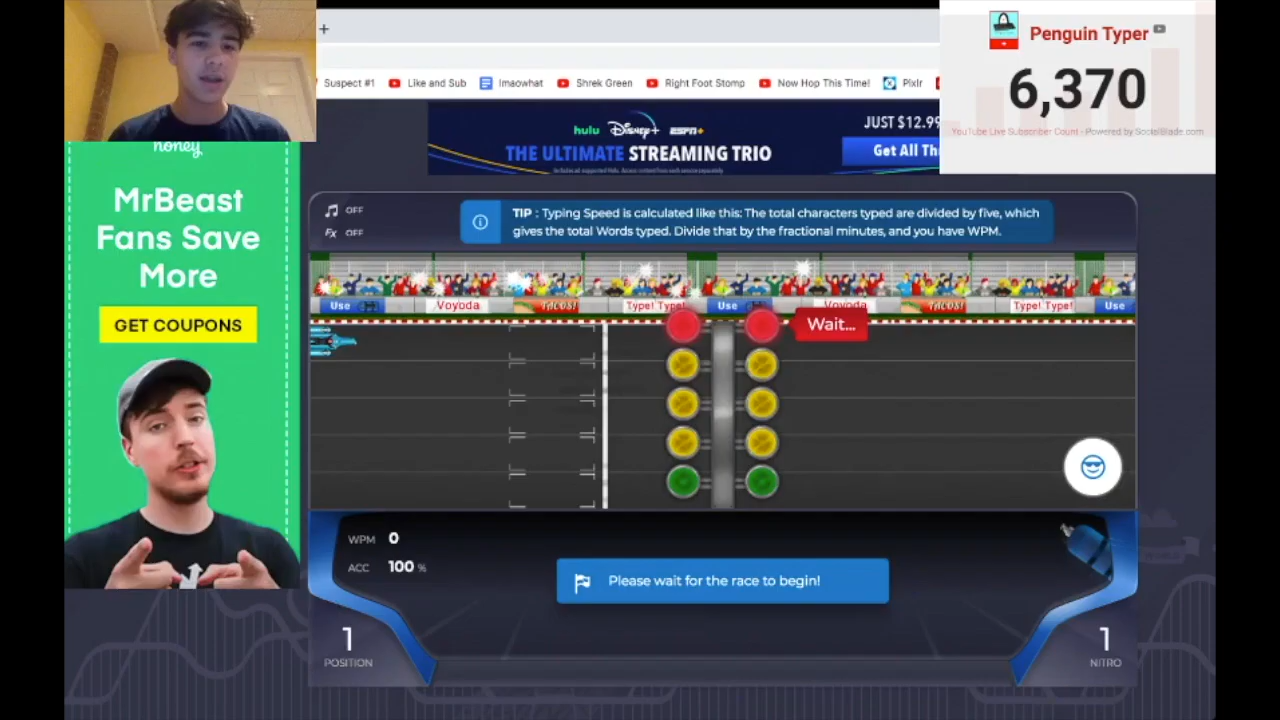 Suspect #1 Like and Sub lmaowhat Shrek Green Right Foot Stomp Now Hop This Time! Pixlr
Penguin Typer
6,370
YouTube Live Subscriber Count - Powered by SocialBlade.com
hulu Disney+ ESPN+
THE ULTIMATE STREAMING TRIO
JUST $12.99
Get All Th
honey
MrBeast
Fans Save
More
GET COUPONS
OFF
FX OFF
TIP : Typing Speed is calculated like this: The total characters typed are divided by five, which
gives the total Words typed. Divide that by the fractional minutes, and you have WPM.
Use Voyoda TACOS! Type! Type! Use Voyoda TACOS! Type! Type! Use
Wait...
WPM 0
ACC 100 %
Please wait for the race to begin!
1
POSITION
1
NITRO